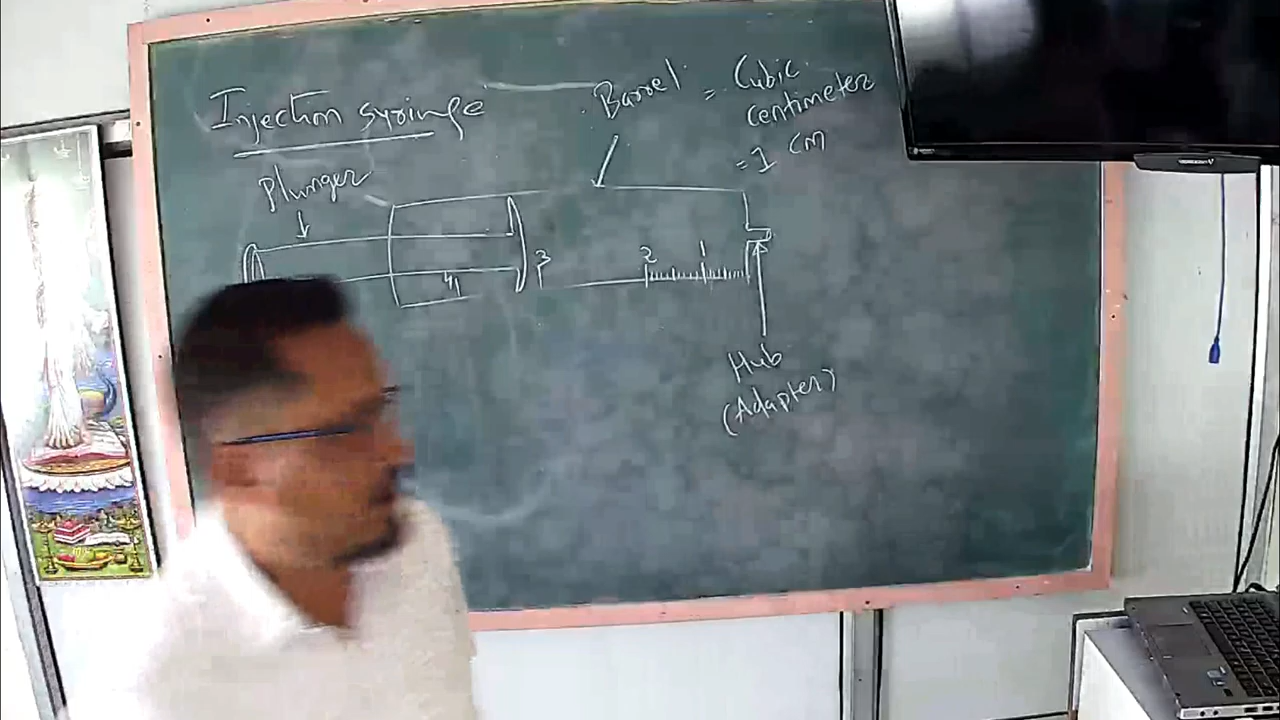 Injection syringe
Barrel = Cubic
centimeter
= 1 cm
Plunger
4 3 2 1
Hub
(Adapter)